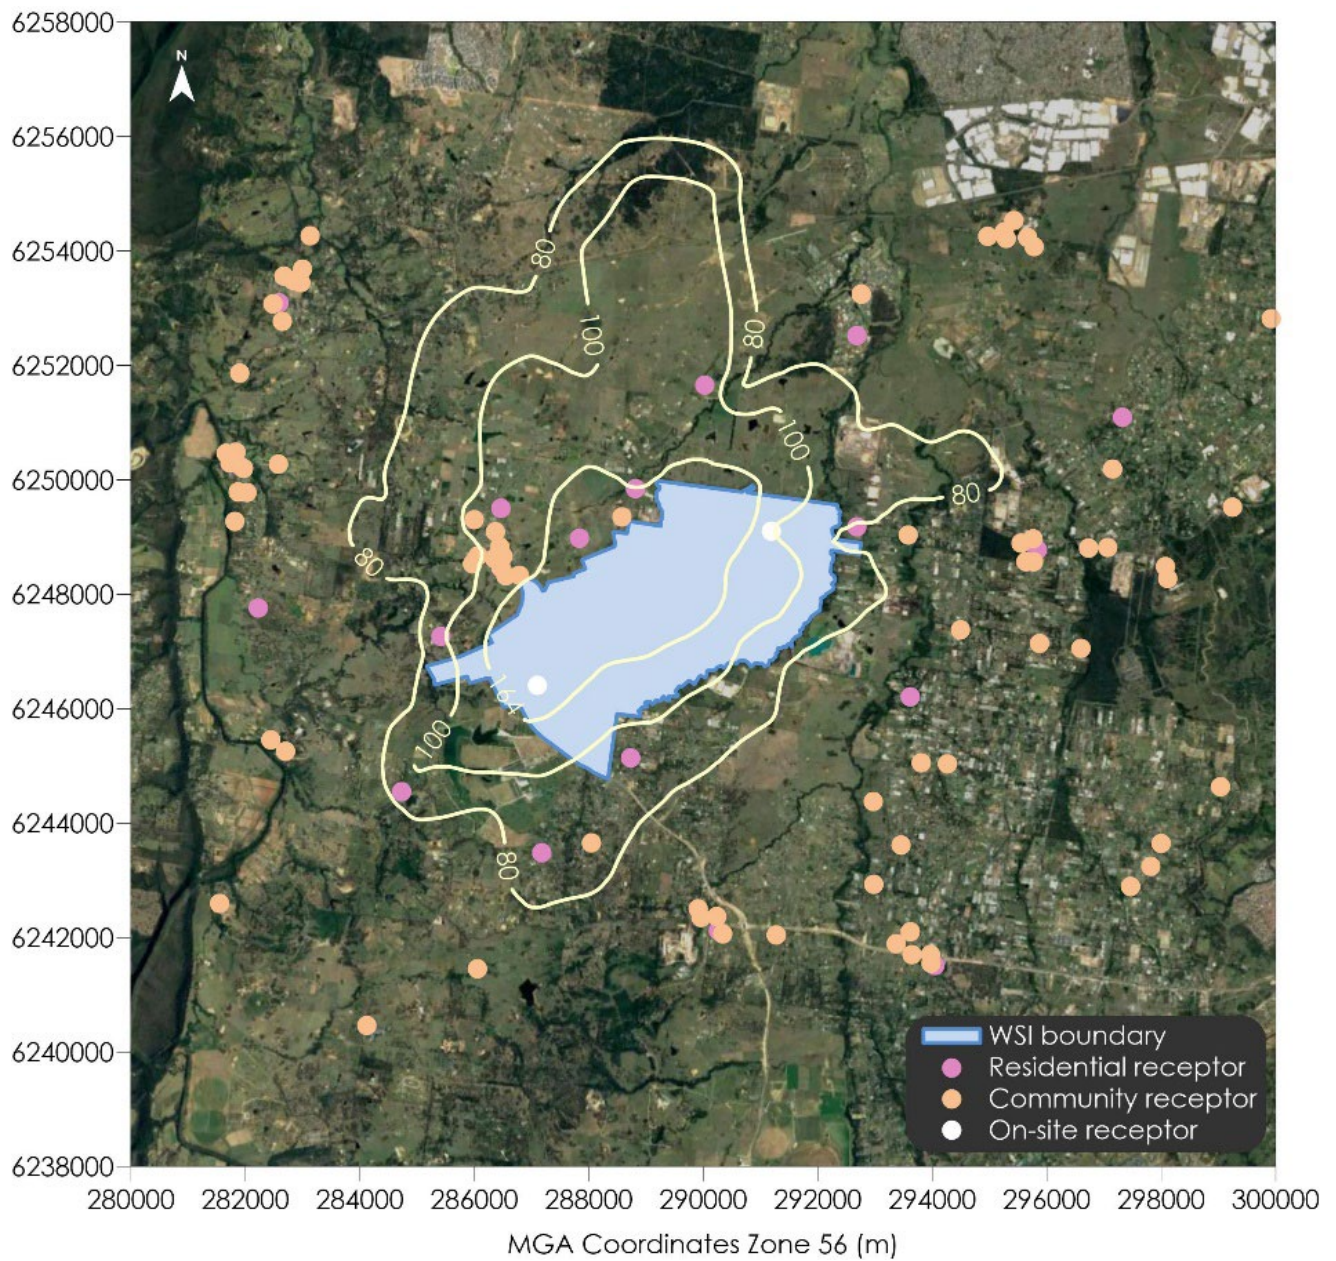 6258000
N
6256000
6254000
80
100
80
6252000
100
6250000
80
80
6248000
164
6246000
100
6244000
80
6242000
6240000
WSI boundary
Residential receptor
Community receptor
On-site receptor
6238000
280000 282000 284000 286000 288000 290000 292000 294000 296000 298000 300000
MGA Coordinates Zone 56 (m)